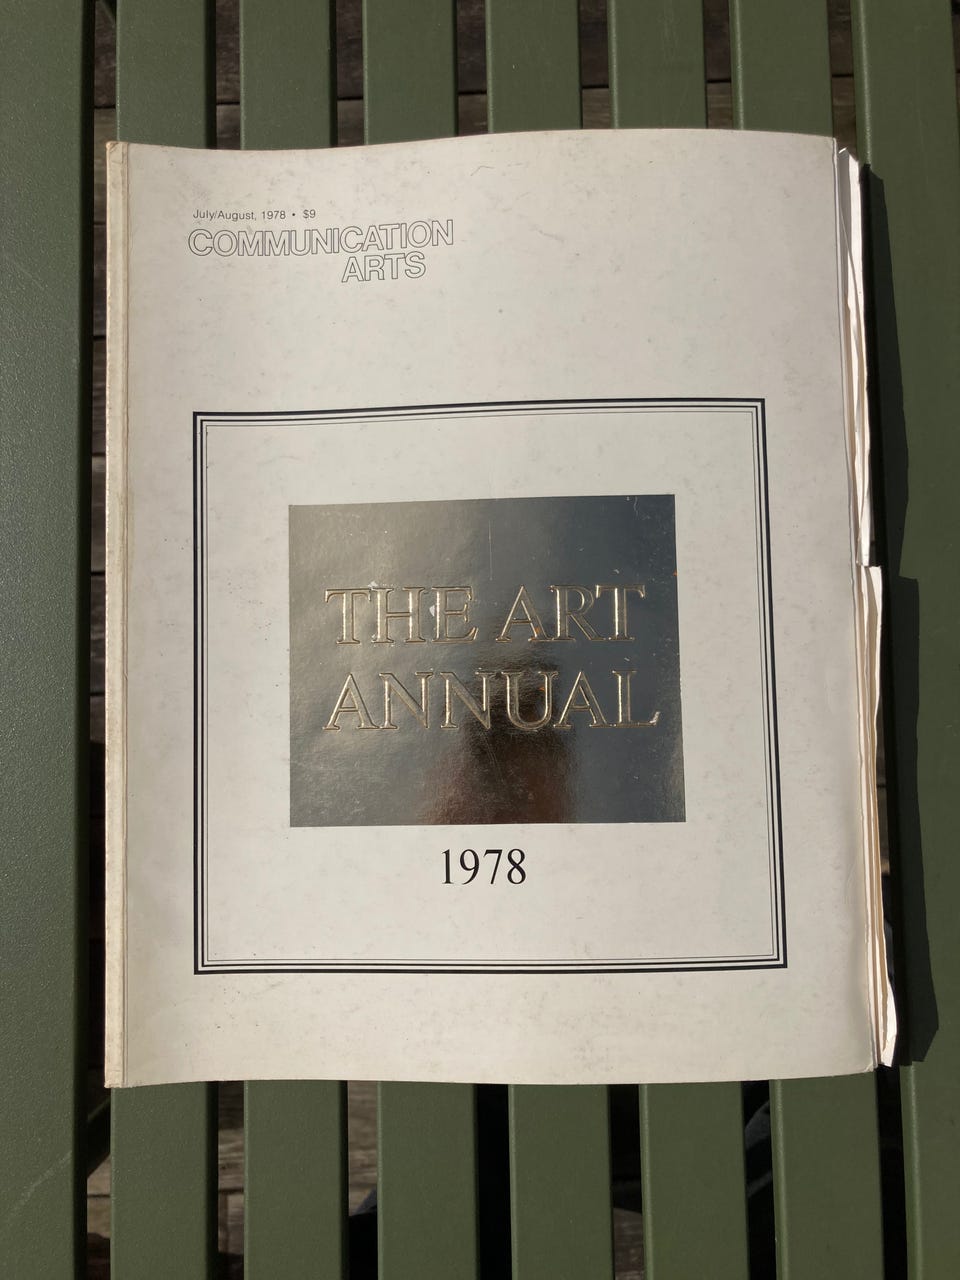 July/August, 1978 • $9
COMMUNICATION
ARTS
THE ART
ANNUAL
1978